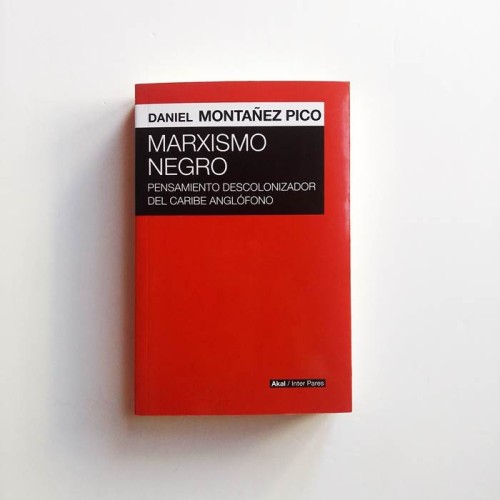 DANIEL MONTAÑEZ PICO
MARXISMO
NEGRO
PENSAMIENTO DESCOLONIZADOR
DEL CARIBE ANGLÓFONO
Akal / Inter Pares